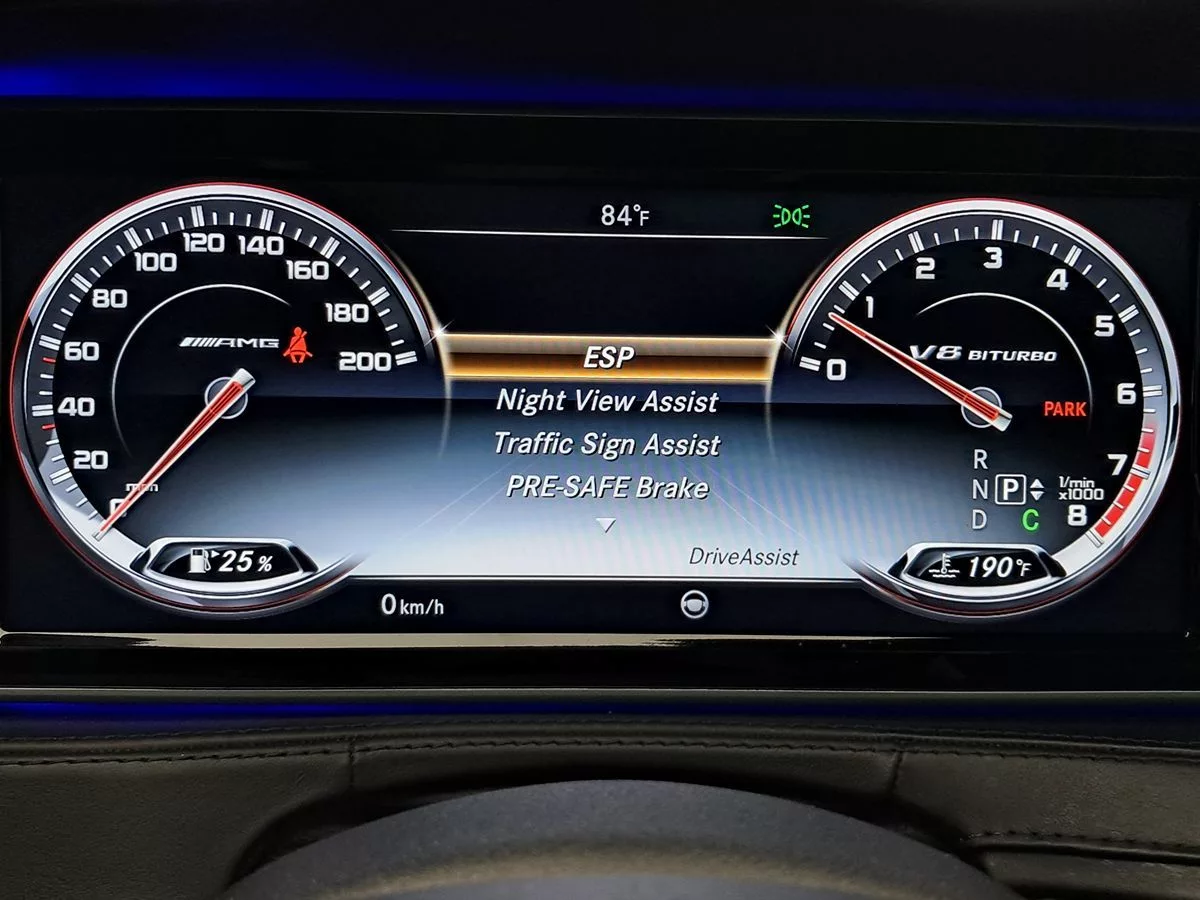 84°F
120 140
100 160
80 180
60 200
40
20
0
mph
AMG
25%
ESP
Night View Assist
Traffic Sign Assist
PRE-SAFE Brake
DriveAssist
0 km/h
0 1 2 3 4 5 6 7 8
V8 BITURBO
PARK
R
N P
D C
1/min
x1000
190°F